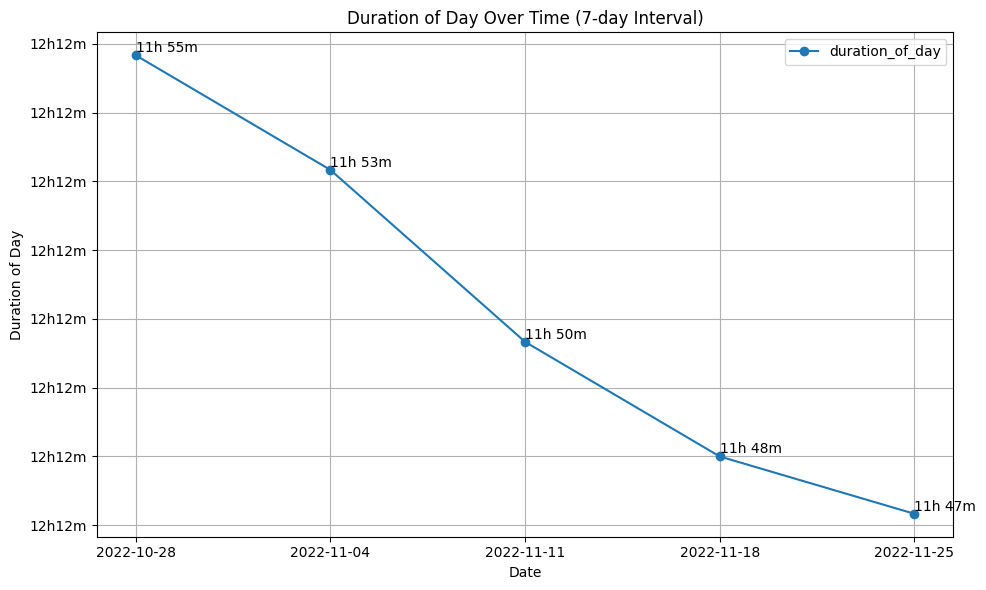 Duration of Day Over Time (7-day Interval)
duration_of_day
12h12m
12h12m
12h12m
12h12m
12h12m
12h12m
12h12m
12h12m
Duration of Day
11h 55m
11h 53m
11h 50m
11h 48m
11h 47m
2022-10-28
2022-11-04
2022-11-11
2022-11-18
2022-11-25
Date